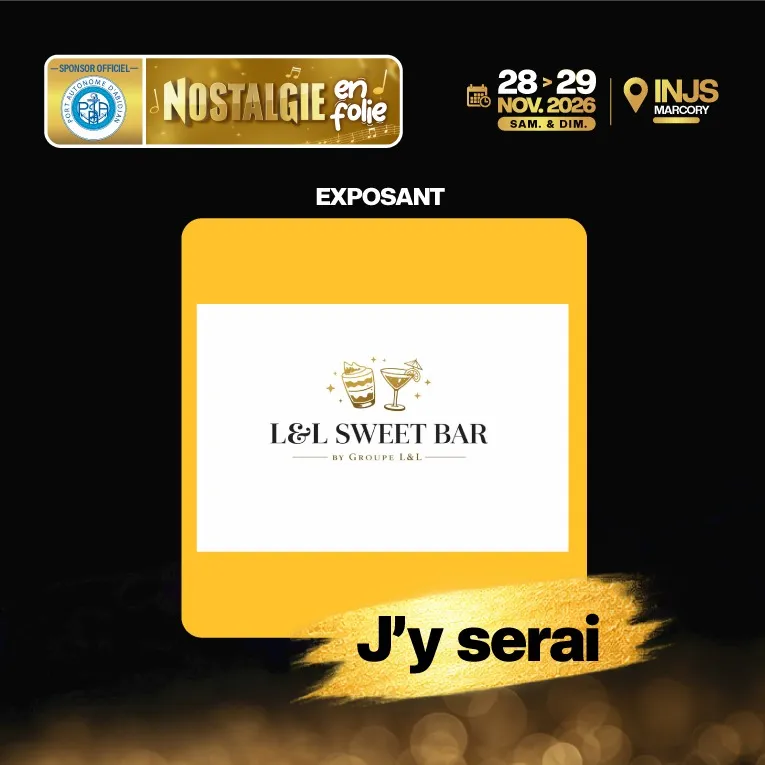 SPONSOR OFFICIEL
PORT AUTONOME D'ABIDJAN
NOSTALGIE en folie
28 > 29
NOV. 2026
SAM. & DIM.
INJS
MARCORY
EXPOSANT
L&L SWEET BAR
BY GROUPE L&L
J'y serai